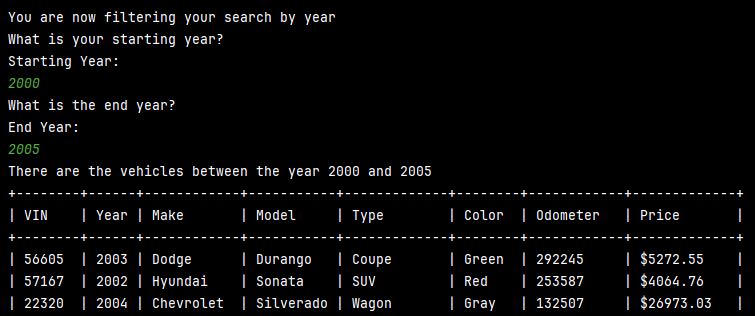 You are now filtering your search by year
What is your starting year?
Starting Year:
2000
What is the end year?
End Year:
2005
There are the vehicles between the year 2000 and 2005
+--------+------+------------+-----------+-------------+--------+------------+-------------+
| VIN    | Year | Make       | Model     | Type        | Color  | Odometer   | Price       |
+--------+------+------------+-----------+-------------+--------+------------+-------------+
| 56605  | 2003 | Dodge      | Durango   | Coupe       | Green  | 292245     | $5272.55    |
| 57167  | 2002 | Hyundai    | Sonata    | SUV         | Red    | 253587     | $4064.76    |
| 22320  | 2004 | Chevrolet  | Silverado | Wagon       | Gray   | 132507     | $26973.03   |